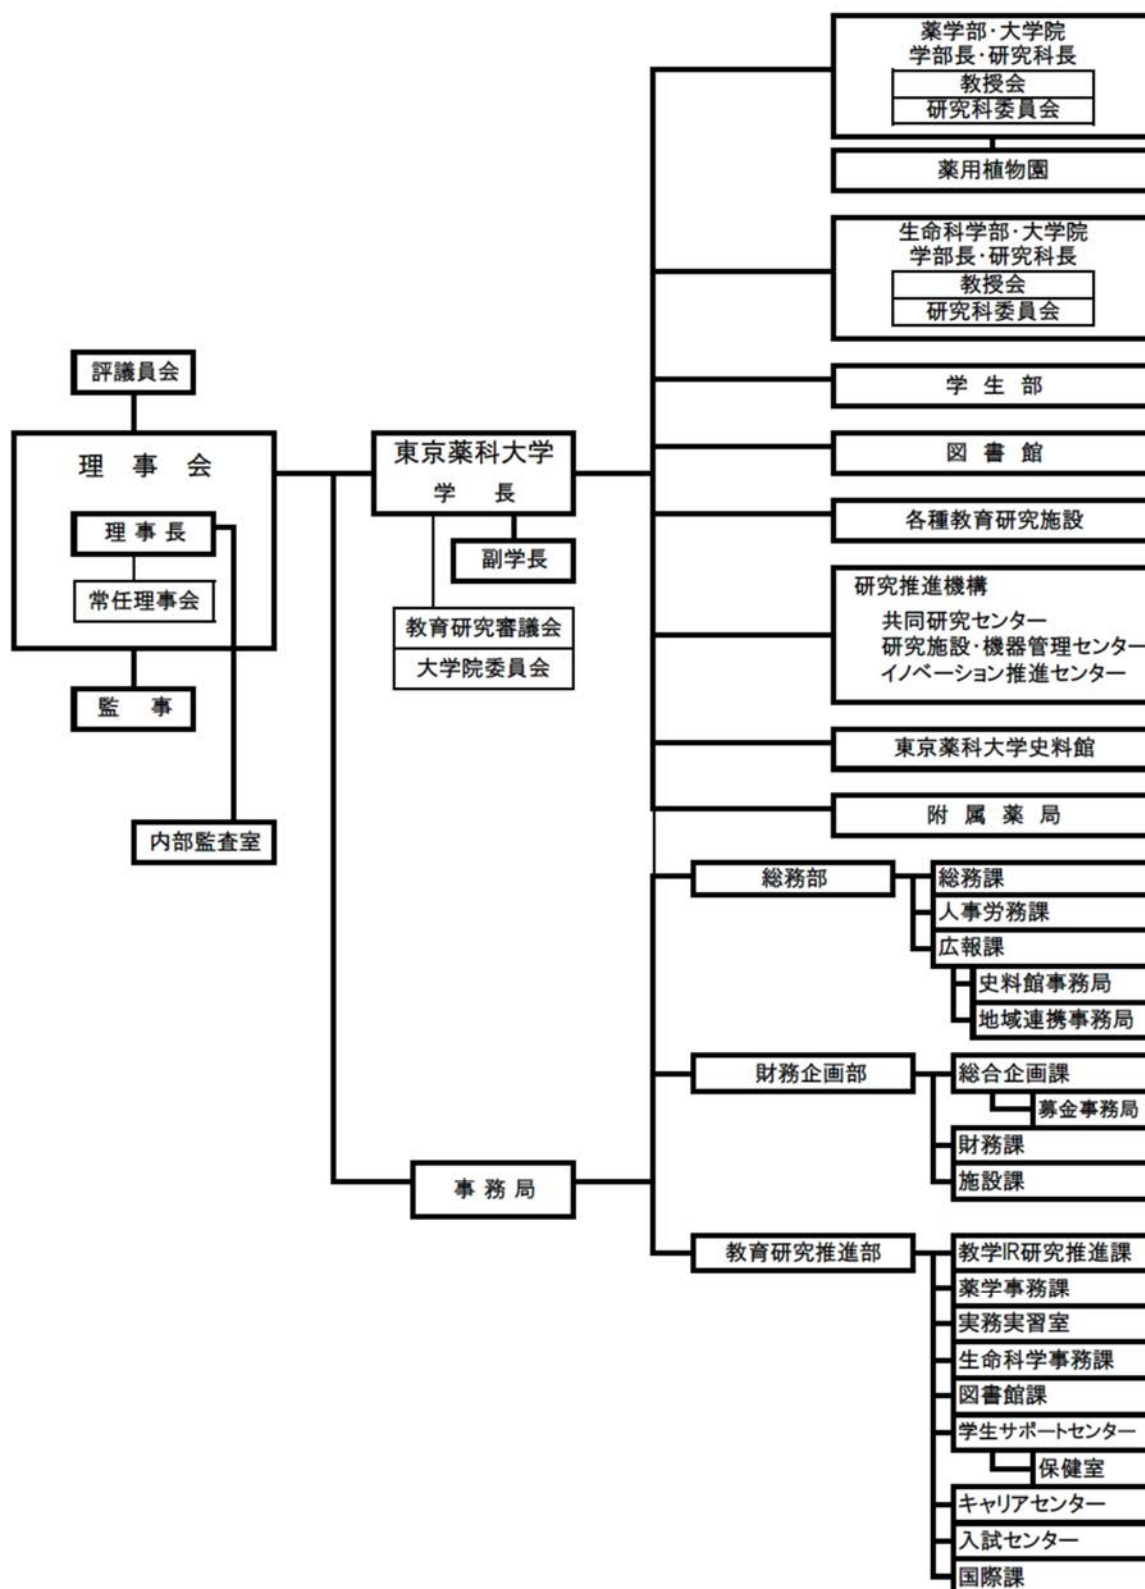 評議員会
理事会
理事長
常任理事会
監事
内部監査室
東京薬科大学
学長
副学長
教育研究審議会
大学院委員会
事務局
薬学部・大学院
学部長・研究科長
教授会
研究科委員会
薬用植物園
生命科学部・大学院
学部長・研究科長
教授会
研究科委員会
学生部
図書館
各種教育研究施設
研究推進機構
共同研究センター
研究施設・機器管理センター
イノベーション推進センター
東京薬科大学史料館
附属薬局
総務部
総務課
人事労務課
広報課
史料館事務局
地域連携事務局
財務企画部
総合企画課
募金事務局
財務課
施設課
教育研究推進部
教学IR研究推進課
薬学事務課
実務実習室
生命科学事務課
図書館課
学生サポートセンター
保健室
キャリアセンター
入試センター
国際課